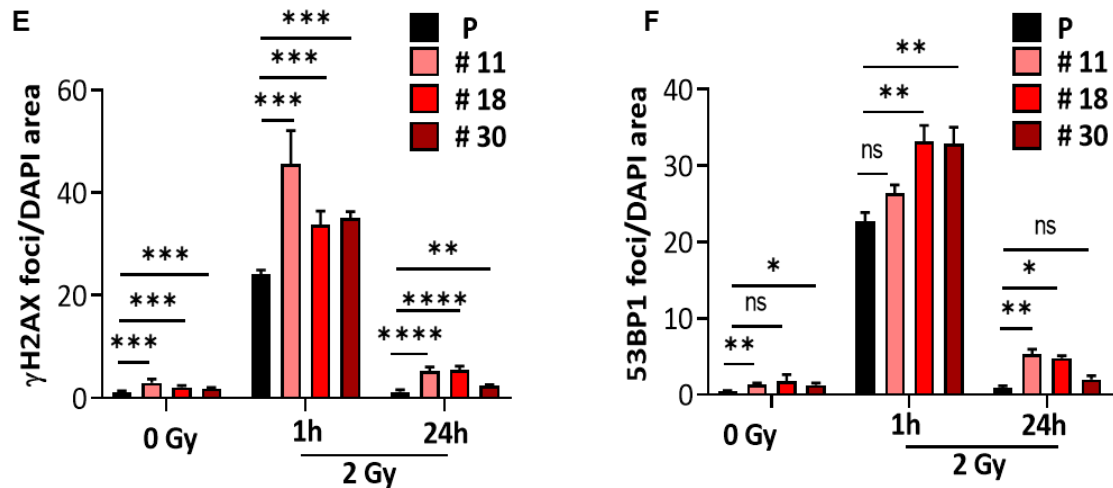 E
γH2AX foci/DAPI area
60
40
20
0
***
***
***
***
***
***
**
****
****
0 Gy
1h
24h
2 Gy
P
# 11
# 18
# 30
F
53BP1 foci/DAPI area
40
30
20
10
0
*
ns
**
**
**
ns
ns
*
**
0 Gy
1h
24h
2 Gy
P
# 11
# 18
# 30